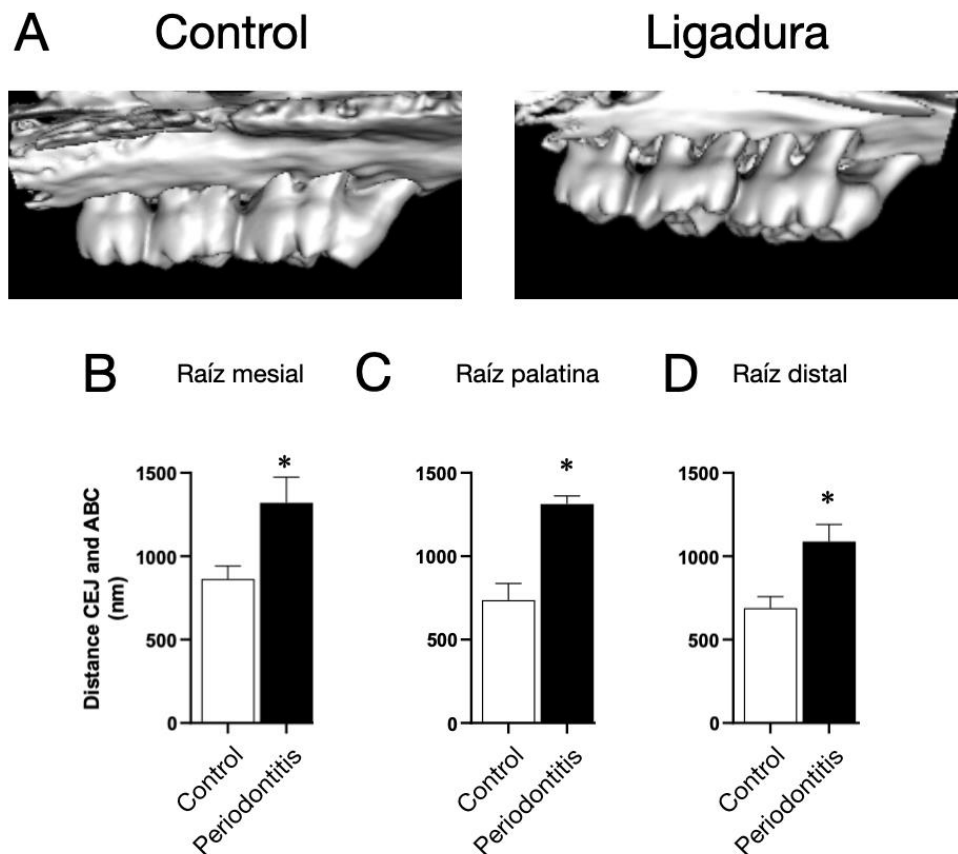 A Control Ligadura
B Raíz mesial C Raíz palatina D Raíz distal
Distance CEJ and ABC
(nm)
1500
1000
500
0
*
Control
Periodontitis
1500
1000
500
0
*
Control
Periodontitis
1500
1000
500
0
*
Control
Periodontitis